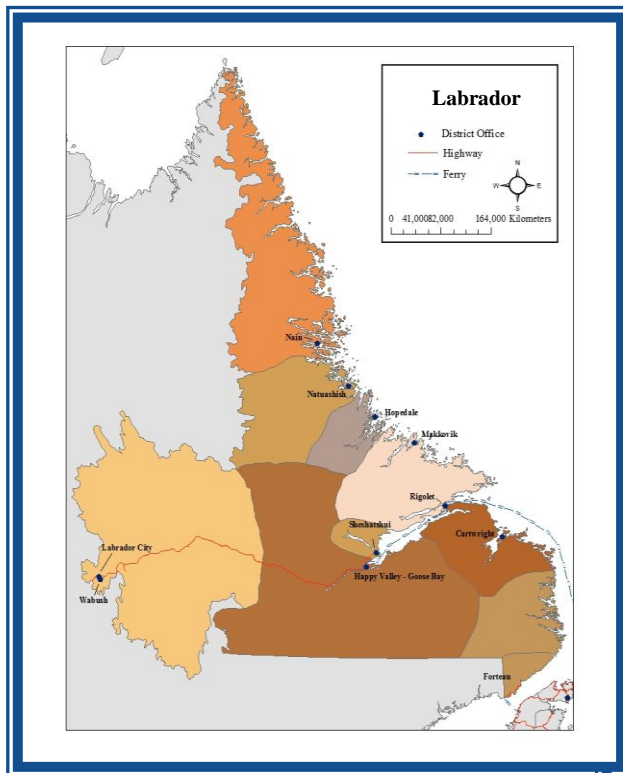 Labrador
District Office
Highway
Ferry
N
W E
S
0 41,00082,000 164,000 Kilometers
Nain
Natuashish
Hopedale
Makkovik
Rigolet
Sheshatshui
Cartwright
Labrador City
Happy Valley - Goose Bay
Wabush
Forteau